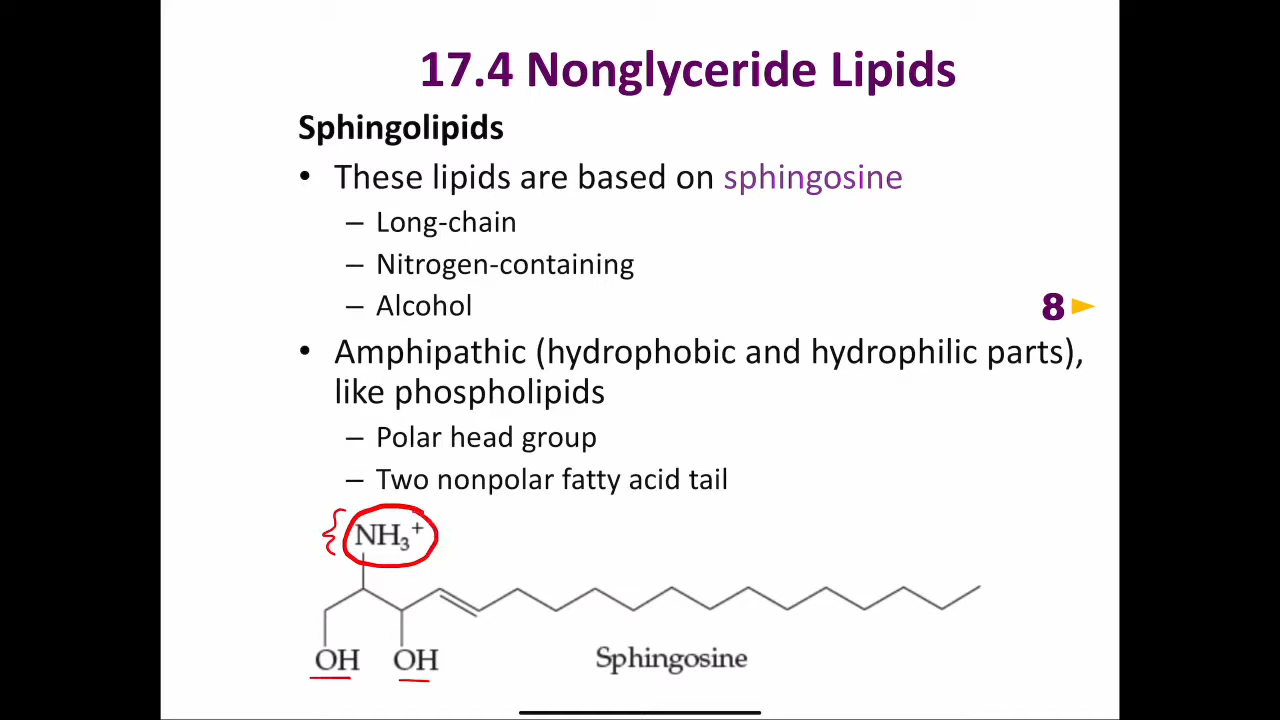 17.4 Nonglyceride Lipids
Sphingolipids
• These lipids are based on sphingosine
– Long-chain
– Nitrogen-containing
– Alcohol
8
• Amphipathic (hydrophobic and hydrophilic parts),
like phospholipids
– Polar head group
– Two nonpolar fatty acid tail
NH₃⁺
OH OH
Sphingosine